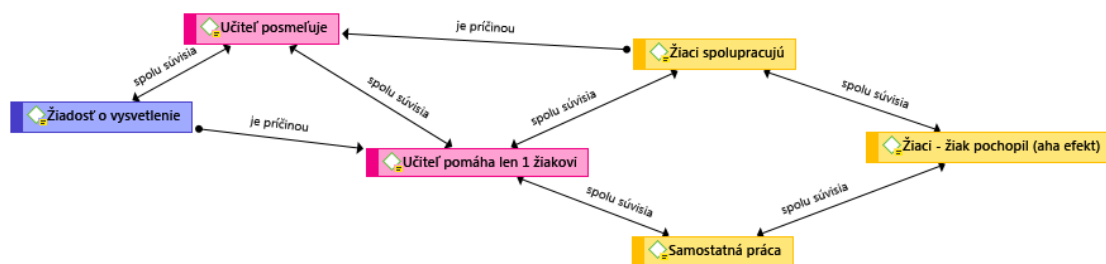 Učiteľ posmeľuje
je príčinou
Žiaci spolupracujú
spolu súvisia
spolu súvisia
spolu súvisia
spolu súvisia
Žiadosť o vysvetlenie
je príčinou
Žiaci - žiak pochopil (aha efekt)
Učiteľ pomáha len 1 žiakovi
spolu súvisia
spolu súvisia
Samostatná práca